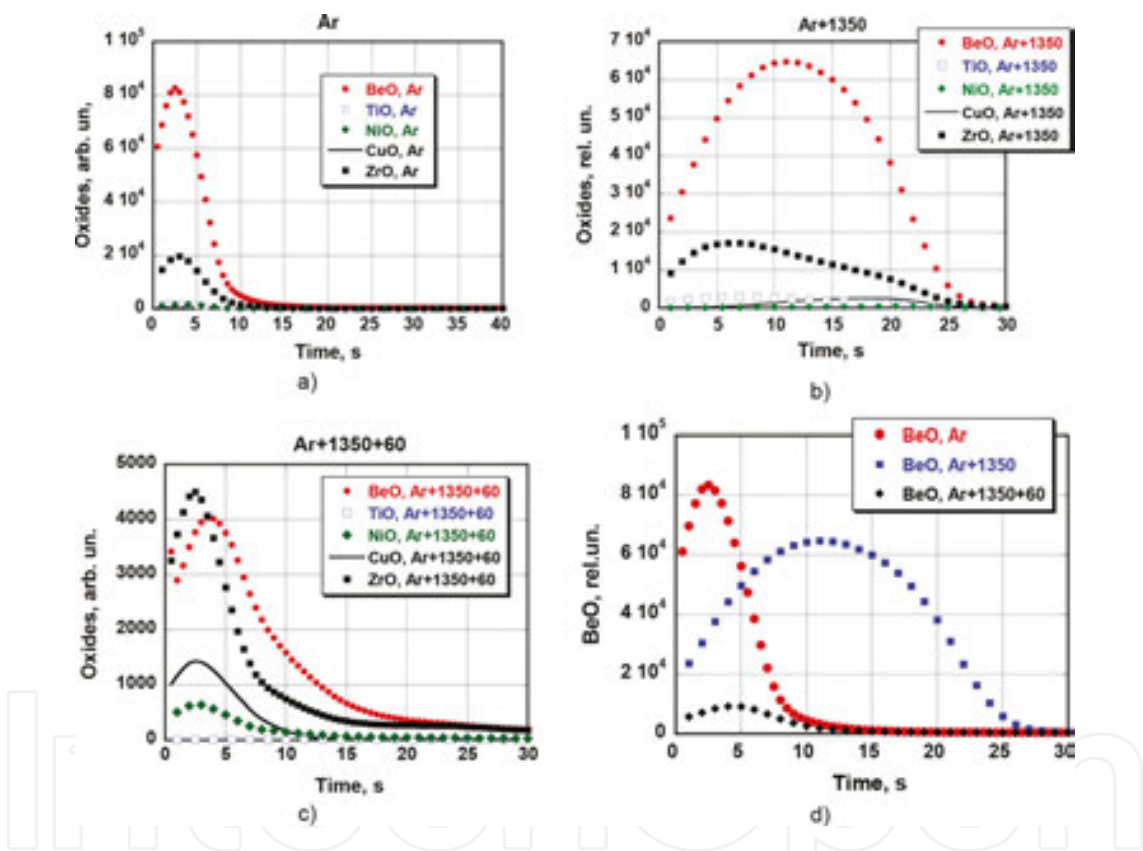 Ar
1 10⁵
8 10⁴
6 10⁴
4 10⁴
2 10⁴
0
Oxides, arb. un,
BeO, Ar
TiO, Ar
NiO, Ar
CuO, Ar
ZrO, Ar
0 5 10 15 20 25 30 35 40
Time, s
a)
Ar+1350
7 10⁴
6 10⁴
5 10⁴
4 10⁴
3 10⁴
2 10⁴
1 10⁴
0
Oxides, rel. un.
BeO, Ar+1350
TiO, Ar+1350
NiO, Ar+1350
CuO, Ar+1350
ZrO, Ar+1350
0 5 10 15 20 25 30
Time, s
b)
Ar+1350+60
5000
4000
3000
2000
1000
0
Oxides, arb. un.
BeO, Ar+1350+60
TiO, Ar+1350+60
NiO, Ar+1350+60
CuO, Ar+1350+60
ZrO, Ar+1350+60
0 5 10 15 20 25 30
Time, s
c)
1 10⁵
8 10⁴
6 10⁴
4 10⁴
2 10⁴
0
BeO, rel.un.
BeO, Ar
BeO, Ar+1350
BeO, Ar+1350+60
0 5 10 15 20 25 30
Time, s
d)